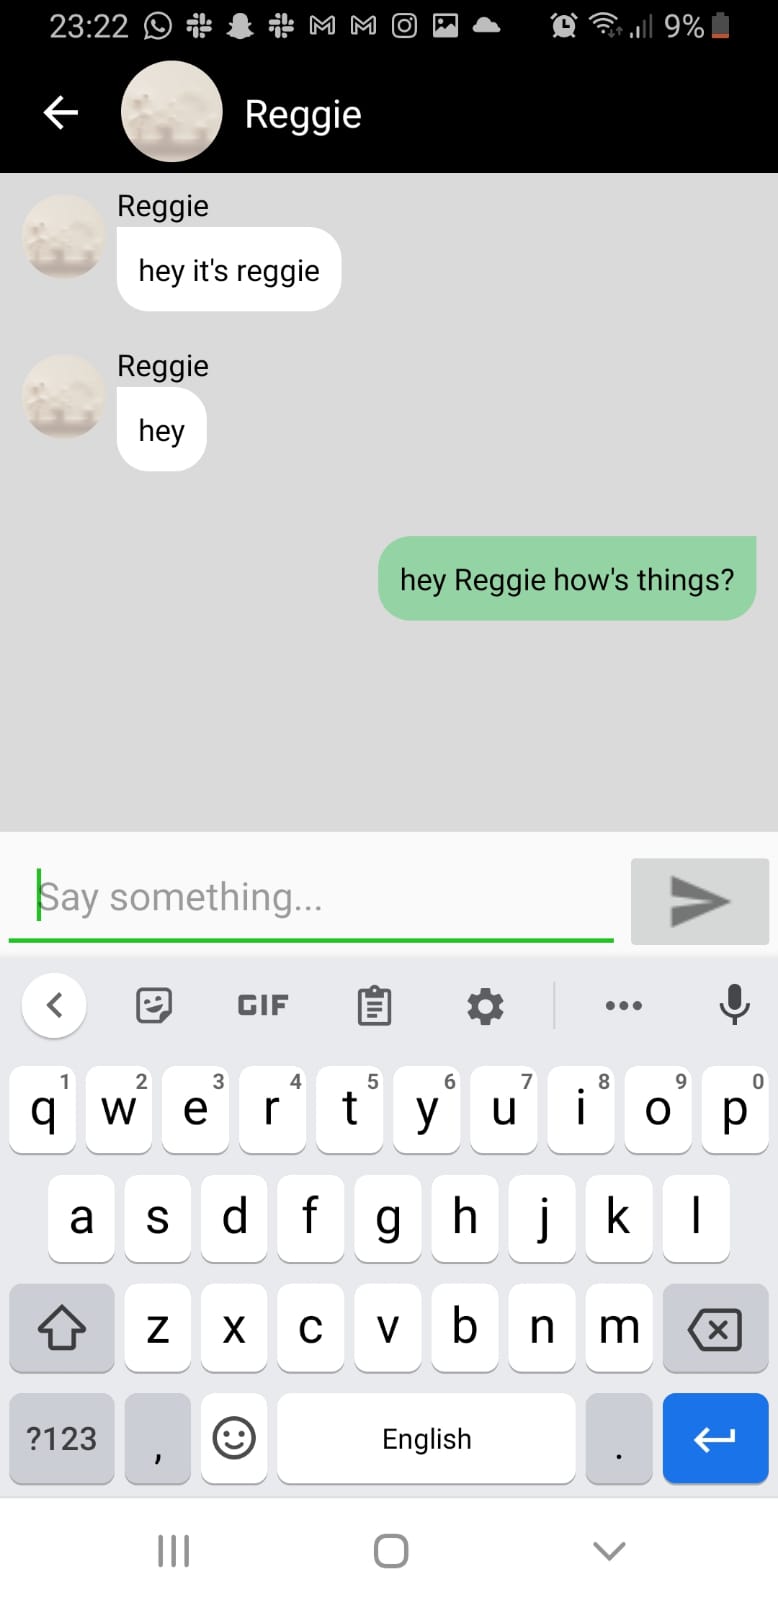 23:22 9%
Reggie
Reggie
hey it's reggie
Reggie
hey
hey Reggie how's things?
Say something...
GIF
1 2 3 4 5 6 7 8 9 0
q w e r t y u i o p
a s d f g h j k l
z x c v b n m
?123 , English .